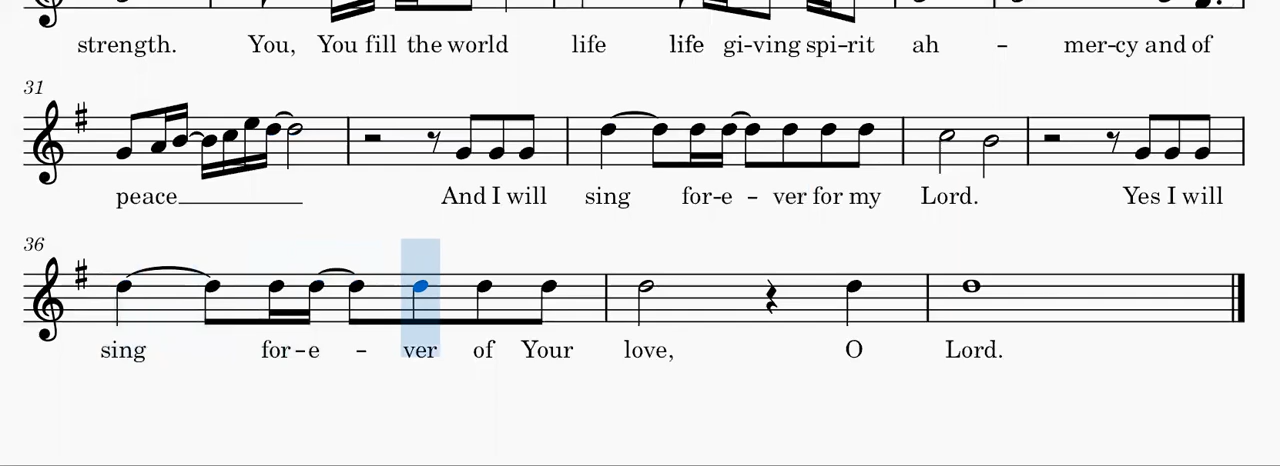 strength. You, You fill the world life life gi-ving spi-rit ah - mer-cy and of
31
peace And I will sing for-e - ver for my Lord. Yes I will
36
sing for-e - ver of Your love, O Lord.